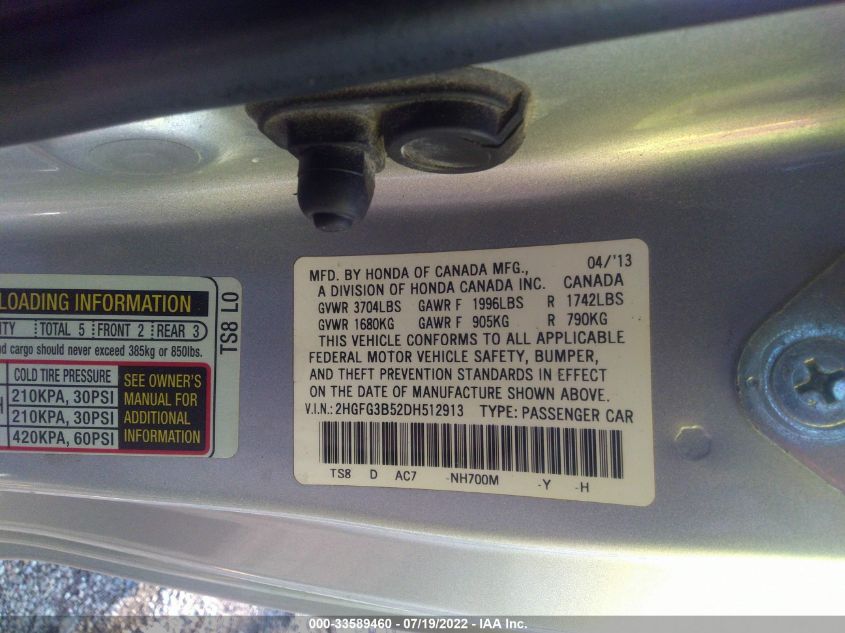 MFD. BY HONDA OF CANADA MFG., 04/'13
A DIVISION OF HONDA CANADA INC. CANADA
GVWR 3704LBS GAWR F 1996LBS R 1742LBS
GVWR 1680KG GAWR F 905KG R 790KG
THIS VEHICLE CONFORMS TO ALL APPLICABLE
FEDERAL MOTOR VEHICLE SAFETY, BUMPER,
AND THEFT PREVENTION STANDARDS IN EFFECT
ON THE DATE OF MANUFACTURE SHOWN ABOVE.
V.I.N.: 2HGFG3B52DH512913 TYPE: PASSENGER CAR
TS8 D AC7 -NH700M -Y -H
LOADING INFORMATION
TOTAL 5 FRONT 2 REAR 3
cargo should never exceed 385kg or 850lbs.
COLD TIRE PRESSURE
210KPA, 30PSI
210KPA, 30PSI
420KPA, 60PSI
SEE OWNER'S
MANUAL FOR
ADDITIONAL
INFORMATION
TS8 L0
000-33589460 - 07/19/2022 - IAA Inc.